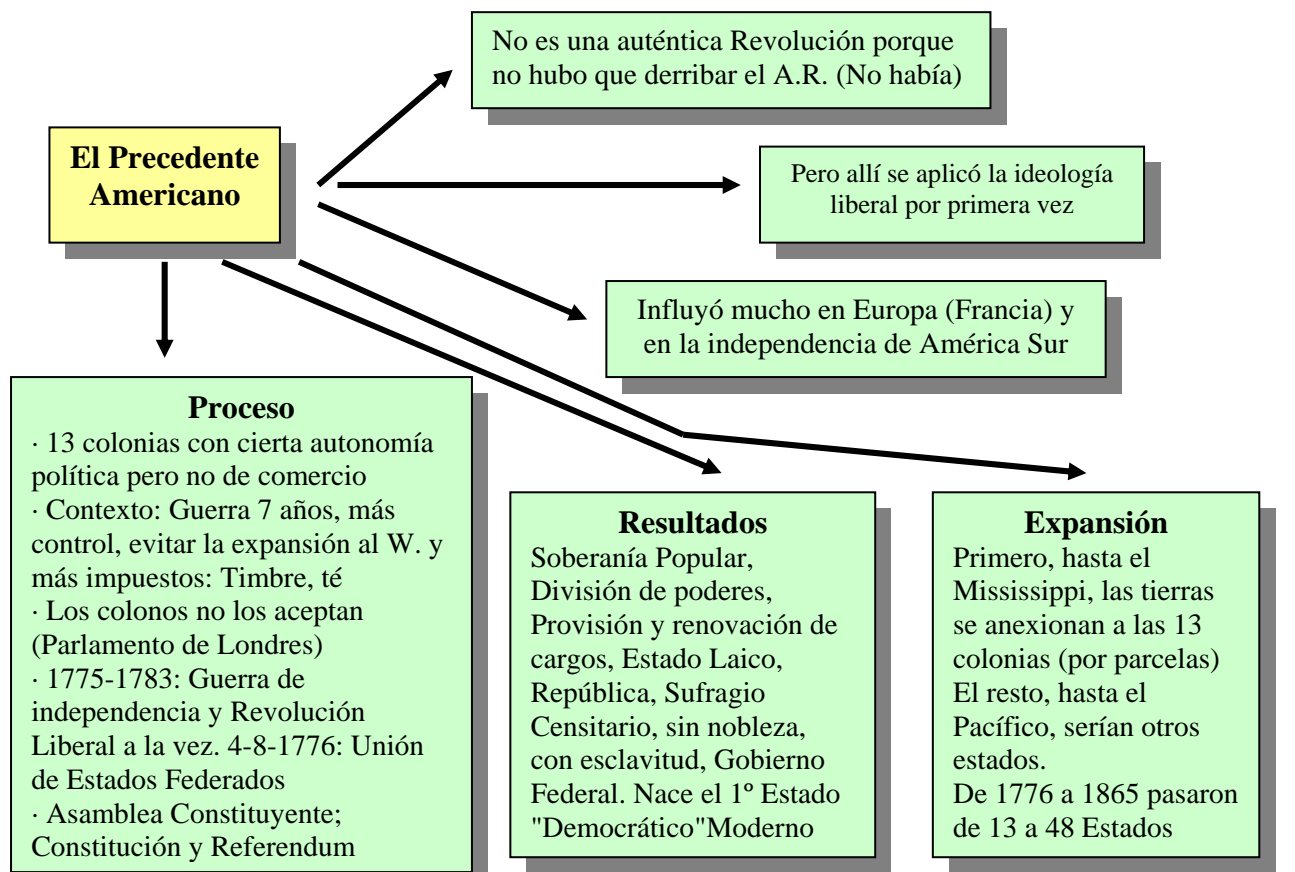 El Precedente
Americano
No es una auténtica Revolución porque
no hubo que derribar el A.R. (No había)
Pero allí se aplicó la ideología
liberal por primera vez
Influyó mucho en Europa (Francia) y
en la independencia de América Sur
Proceso
· 13 colonias con cierta autonomía
política pero no de comercio
· Contexto: Guerra 7 años, más
control, evitar la expansión al W. y
más impuestos: Timbre, té
· Los colonos no los aceptan
(Parlamento de Londres)
· 1775-1783: Guerra de
independencia y Revolución
Liberal a la vez. 4-8-1776: Unión
de Estados Federados
· Asamblea Constituyente;
Constitución y Referendum
Resultados
Soberanía Popular,
División de poderes,
Provisión y renovación de
cargos, Estado Laico,
República, Sufragio
Censitario, sin nobleza,
con esclavitud, Gobierno
Federal. Nace el 1º Estado
"Democrático"Moderno
Expansión
Primero, hasta el
Mississippi, las tierras
se anexionan a las 13
colonias (por parcelas)
El resto, hasta el
Pacífico, serían otros
estados.
De 1776 a 1865 pasaron
de 13 a 48 Estados